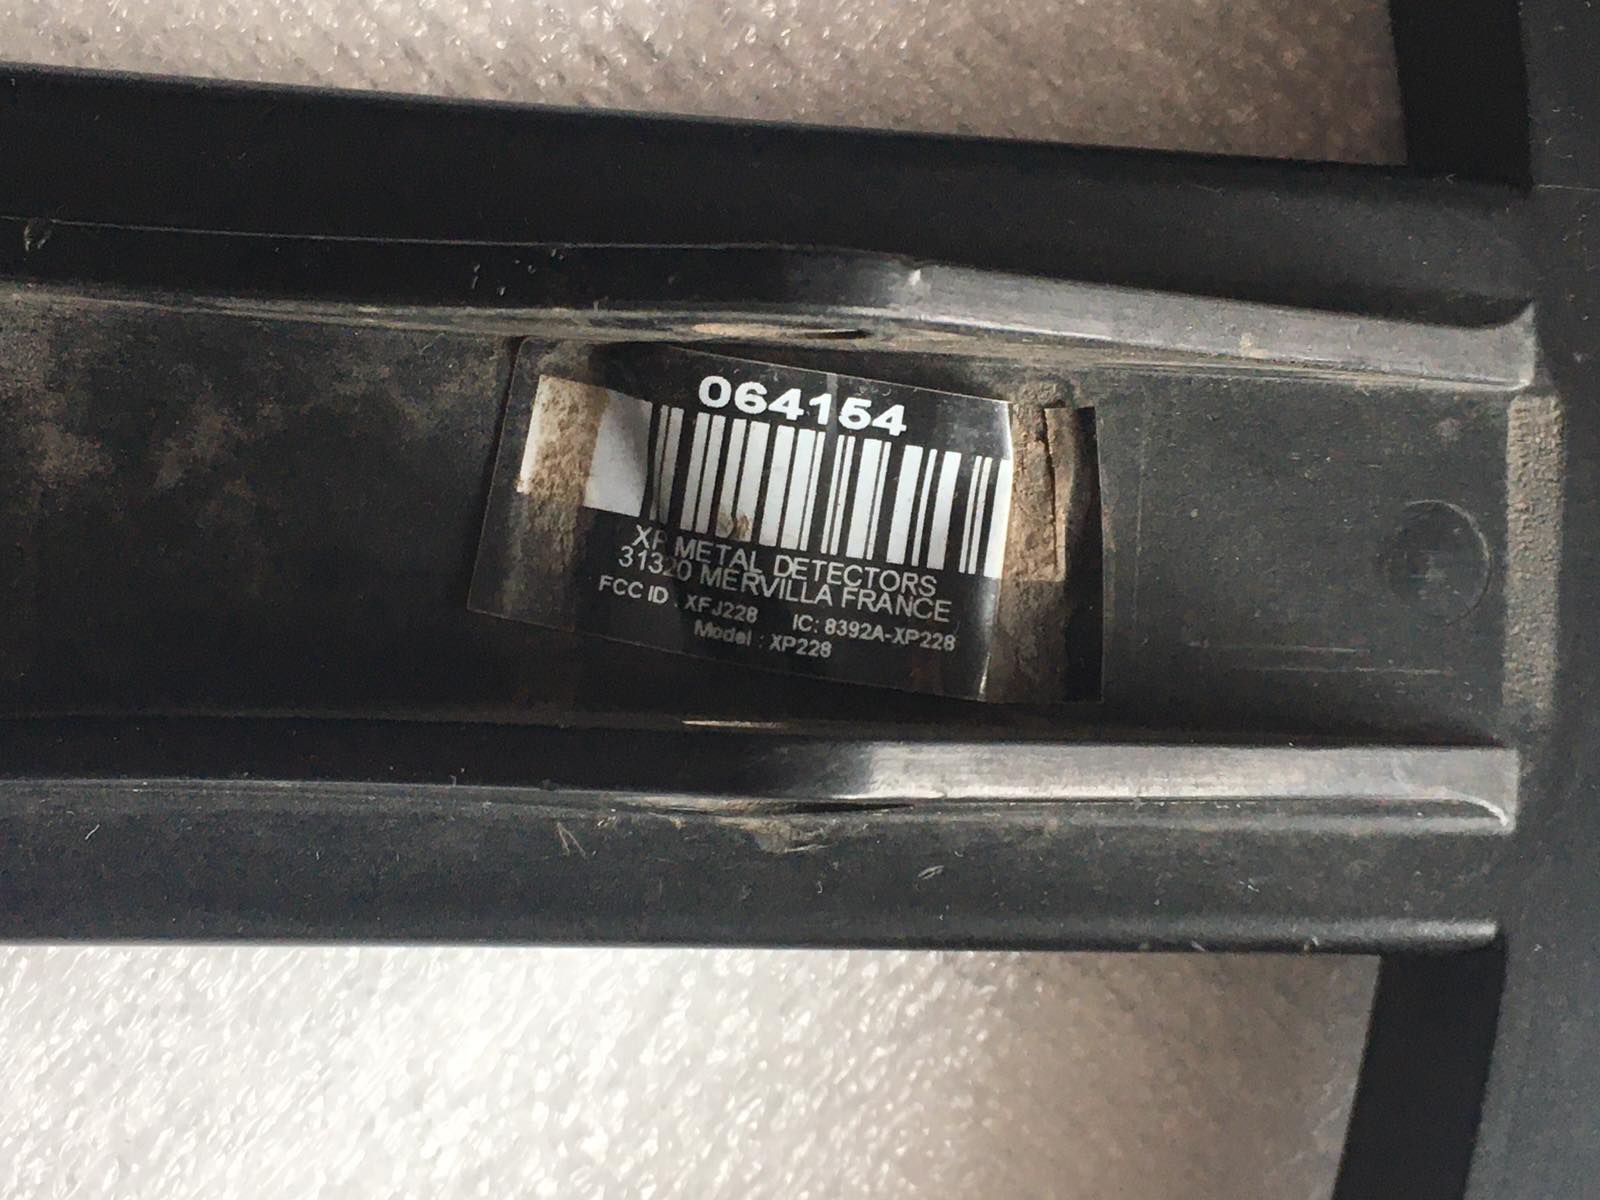 064154
XP METAL DETECTORS
31320 MERVILLA FRANCE
FCC ID : XFJ228 IC: 8392A-XP228
Model : XP228